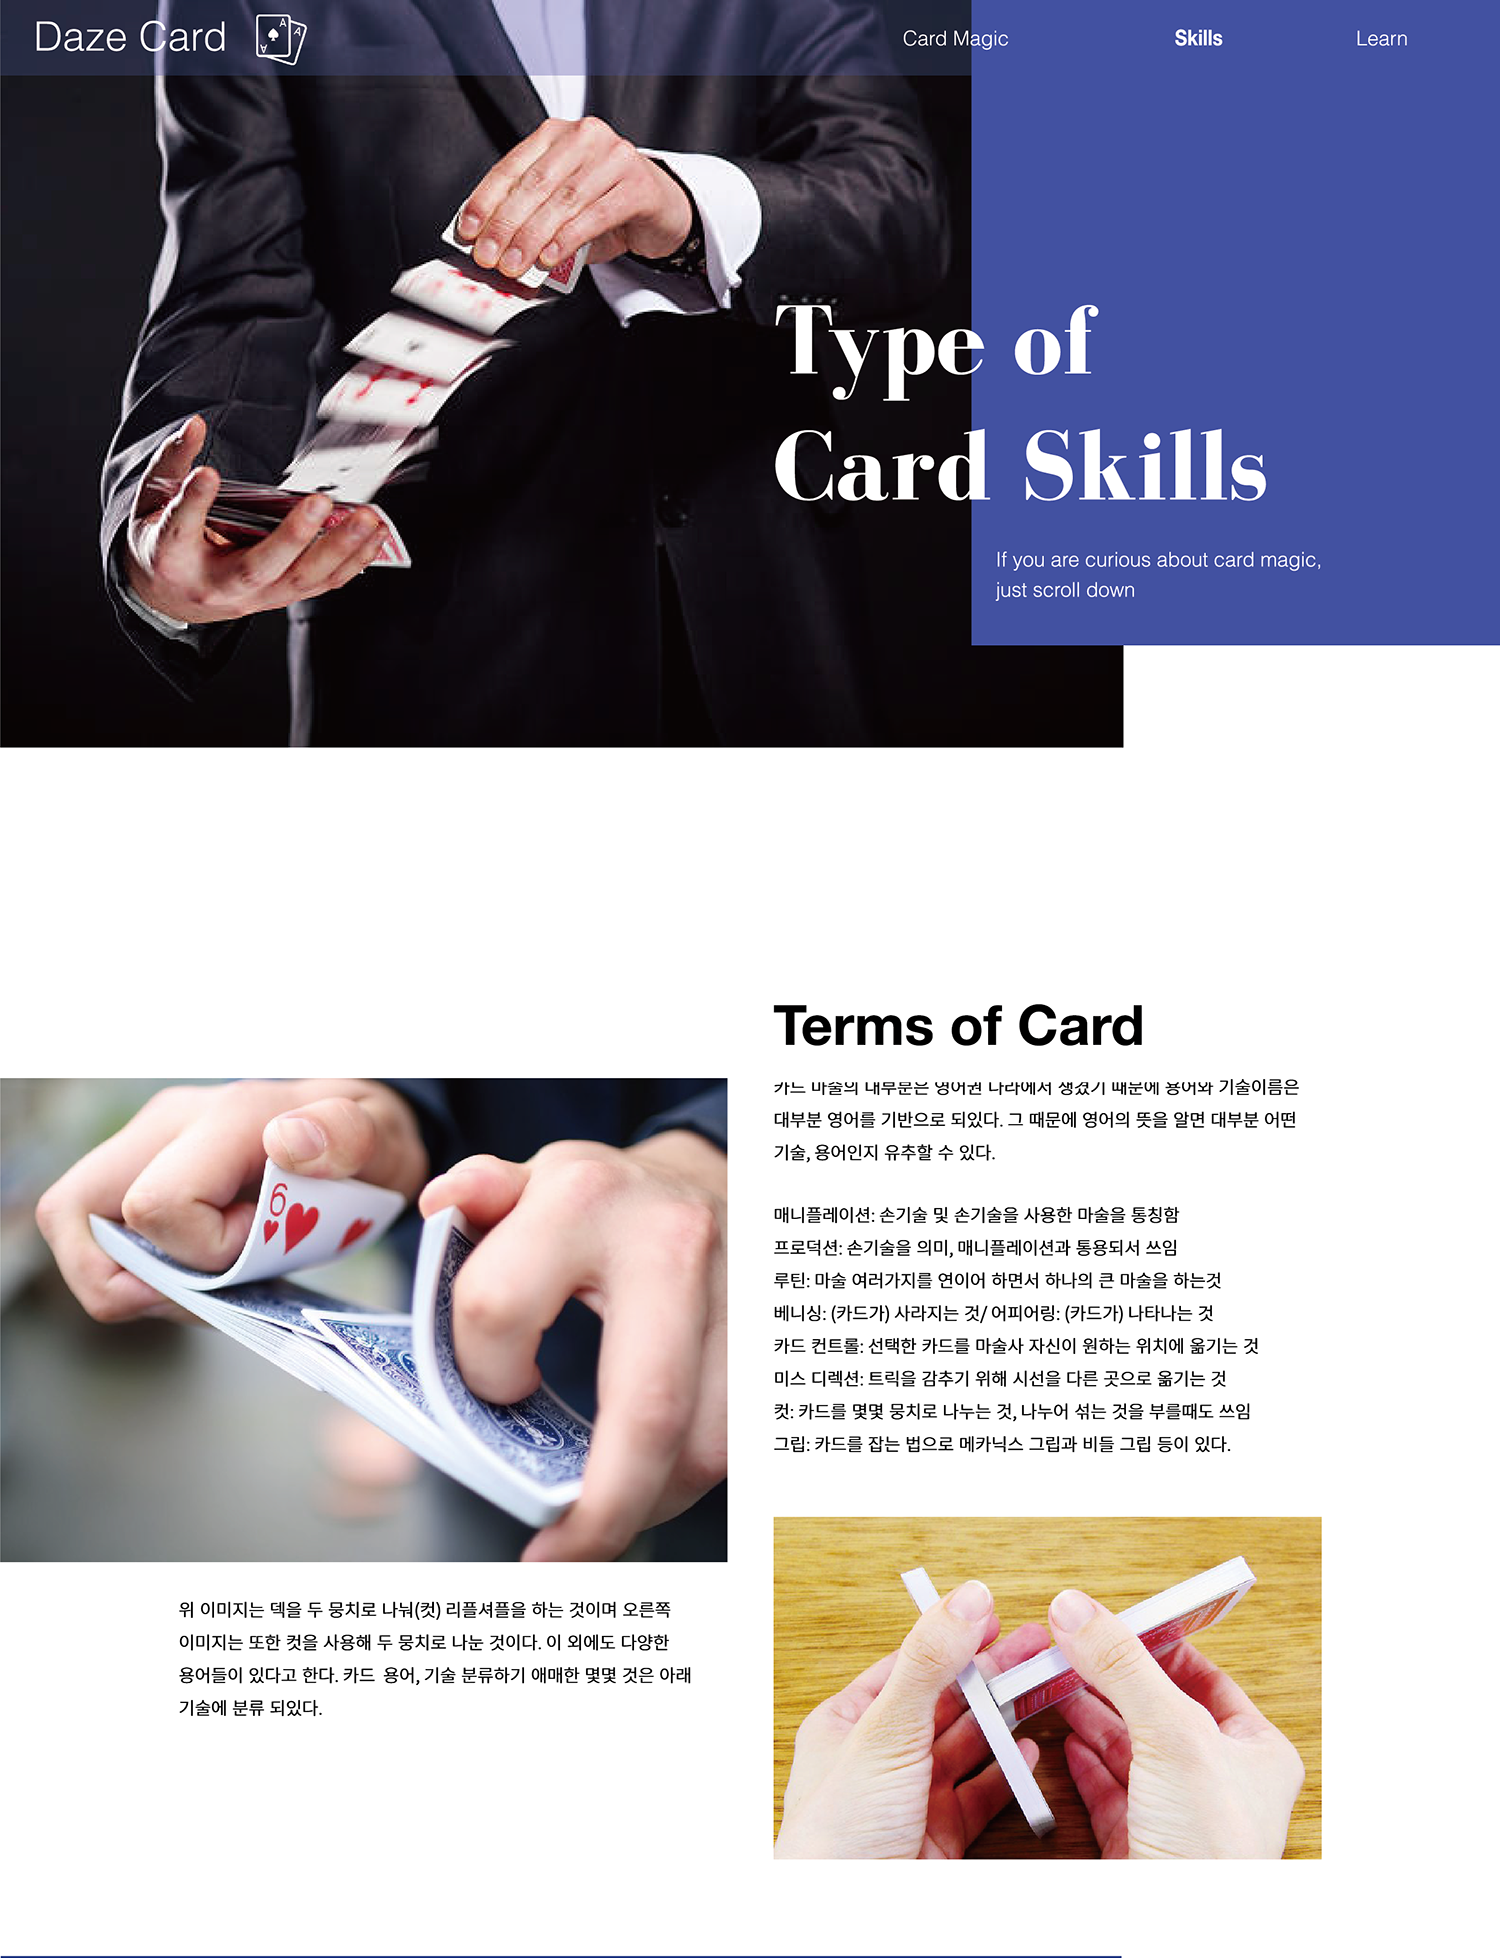 Daze Card
Card Magic
Skills
Learn
Type of
Card Skills
If you are curious about card magic,
just scroll down
Terms of Card
카드 마술의 대부분은 영어권 나라에서 생겼기 때문에 용어와 기술이름은
대부분 영어를 기반으로 되있다. 그 때문에 영어의 뜻을 알면 대부분 어떤
기술, 용어인지 유추할 수 있다.
매니플레이션: 손기술 및 손기술을 사용한 마술을 통칭함
프로덕션: 손기술을 의미, 매니플레이션과 통용되서 쓰임
루틴: 마술 여러가지를 연이어 하면서 하나의 큰 마술을 하는것
베니싱: (카드가) 사라지는 것/ 어피어링: (카드가) 나타나는 것
카드 컨트롤: 선택한 카드를 마술사 자신이 원하는 위치에 옮기는 것
미스 디렉션: 트릭을 감추기 위해 시선을 다른 곳으로 옮기는 것
컷: 카드를 몇몇 뭉치로 나누는 것, 나누어 섞는 것을 부를때도 쓰임
그립: 카드를 잡는 법으로 메카닉스 그립과 비들 그립 등이 있다.
위 이미지는 덱을 두 뭉치로 나눠(컷) 리플셔플을 하는 것이며 오른쪽
이미지는 또한 컷을 사용해 두 뭉치로 나눈 것이다. 이 외에도 다양한
용어들이 있다고 한다. 카드 용어, 기술 분류하기 애매한 몇몇 것은 아래
기술에 분류 되있다.